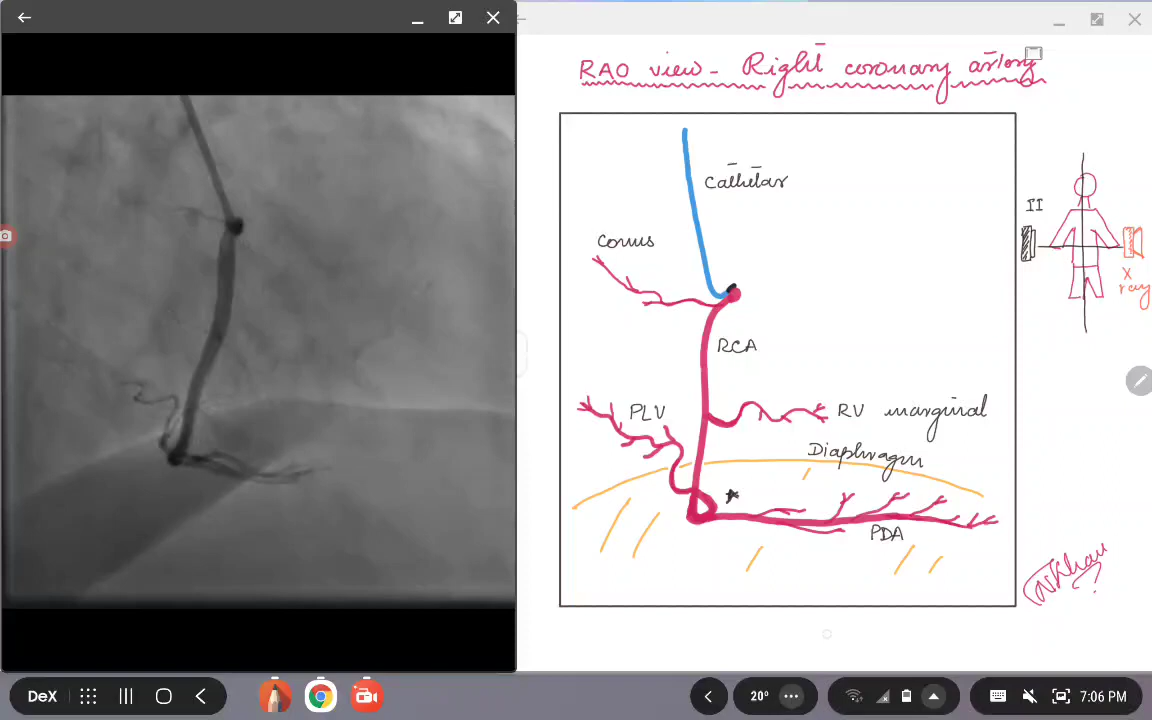 RAO view - Right coronary artery
Catheter
Conus
II
X
ray
RCA
PLV
RV marginal
Diaphragm
PDA
DeX
20°
7:06 PM